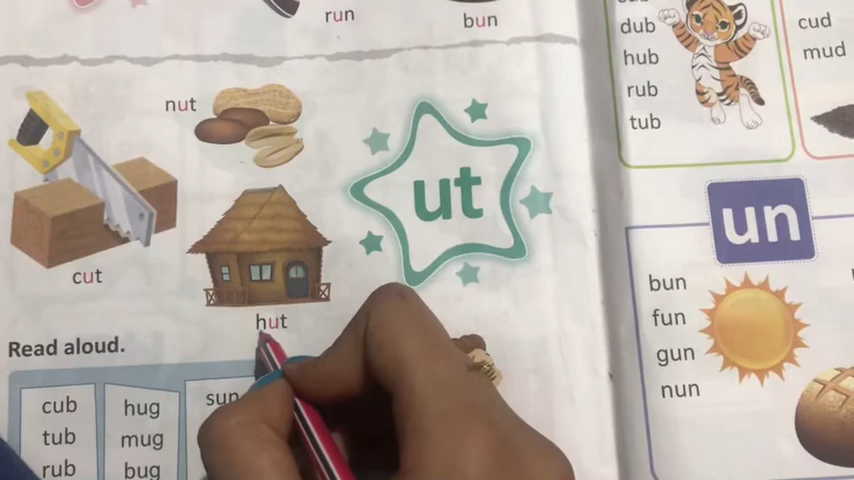 run
bun
nut
ut
cut
hut
Read aloud.
cub
tub
rub
hug
mug
bug
sun
dub
hub
rub
tub
cud
mud
un
bun
fun
gun
nun